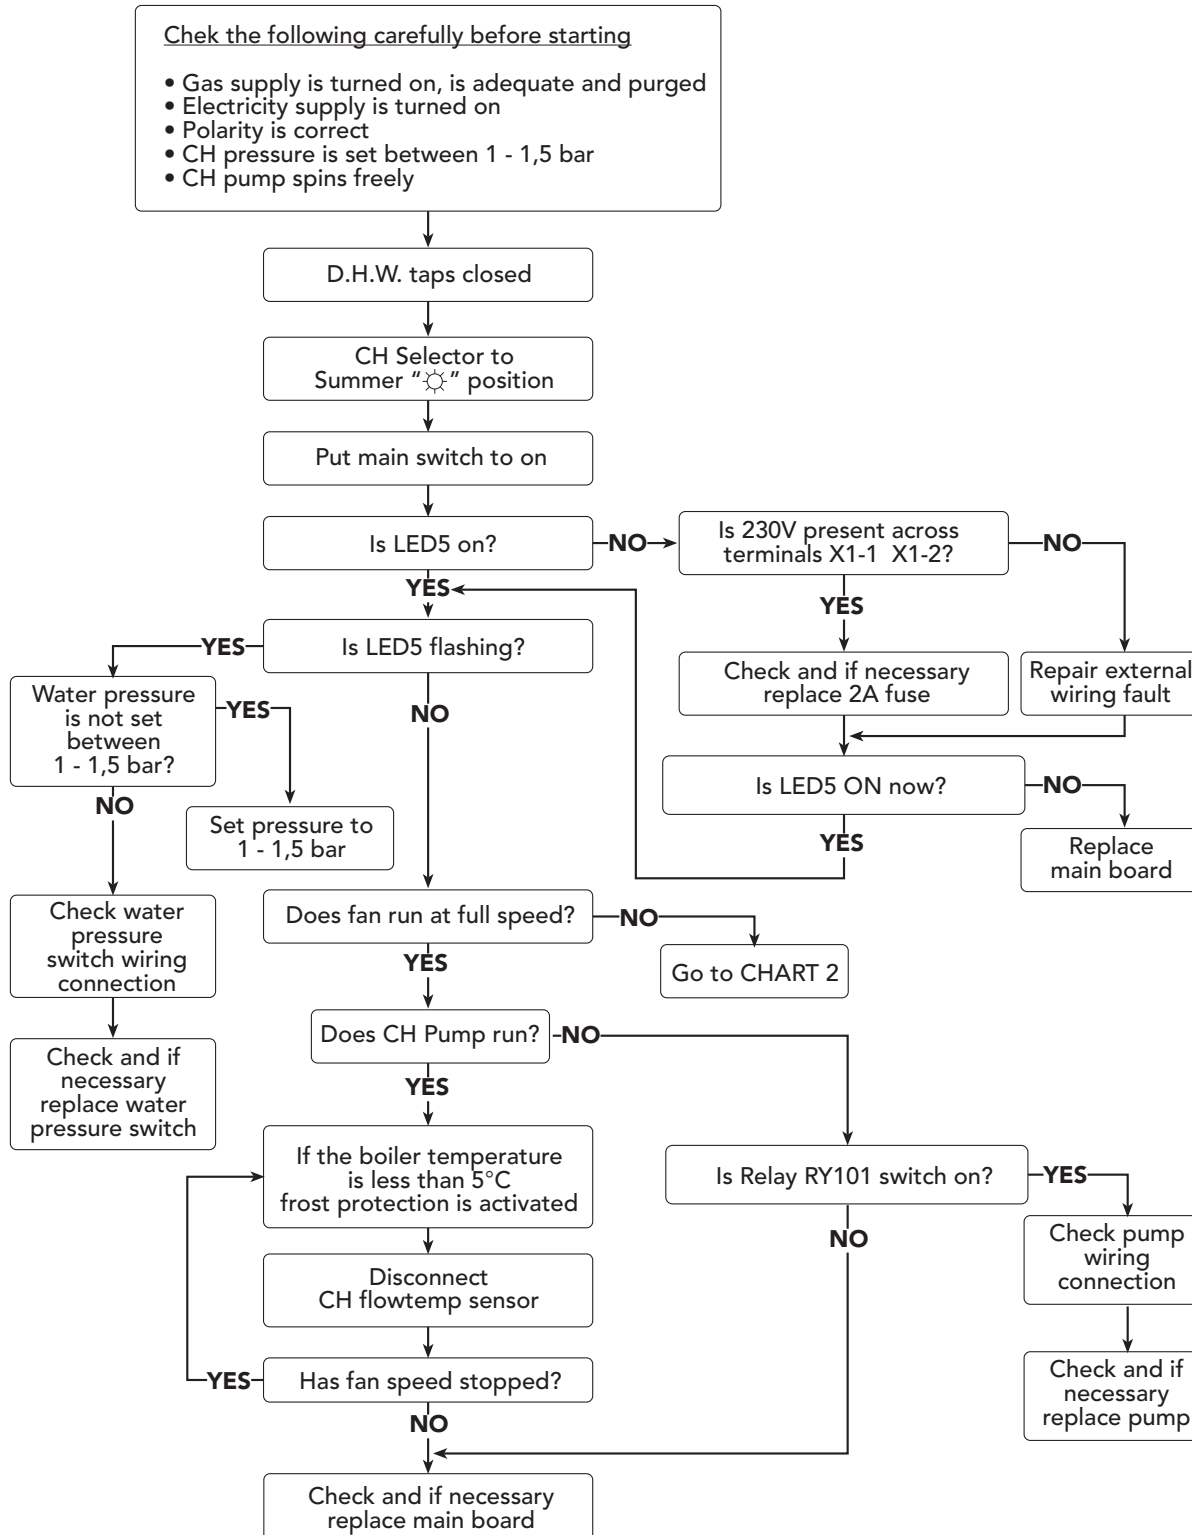 Chek the following carefully before starting
• Gas supply is turned on, is adequate and purged
• Electricity supply is turned on
• Polarity is correct
• CH pressure is set between 1 - 1,5 bar
• CH pump spins freely
D.H.W. taps closed
CH Selector to
Summer “☼” position
Put main switch to on
Is LED5 on?
NO
Is 230V present across
terminals X1-1 X1-2?
NO
YES
YES
Is LED5 flashing?
YES
Check and if necessary
replace 2A fuse
Repair external
wiring fault
Water pressure
is not set
between
1 - 1,5 bar?
YES
NO
Is LED5 ON now?
NO
NO
Set pressure to
1 - 1,5 bar
YES
Replace
main board
Check water
pressure
switch wiring
connection
Does fan run at full speed?
NO
YES
Go to CHART 2
Does CH Pump run?
NO
Check and if
necessary
replace water
pressure switch
YES
If the boiler temperature
is less than 5°C
frost protection is activated
Is Relay RY101 switch on?
YES
NO
Check pump
wiring
connection
Disconnect
CH flowtemp sensor
Has fan speed stopped?
YES
NO
Check and if
necessary
replace pump
Check and if necessary
replace main board